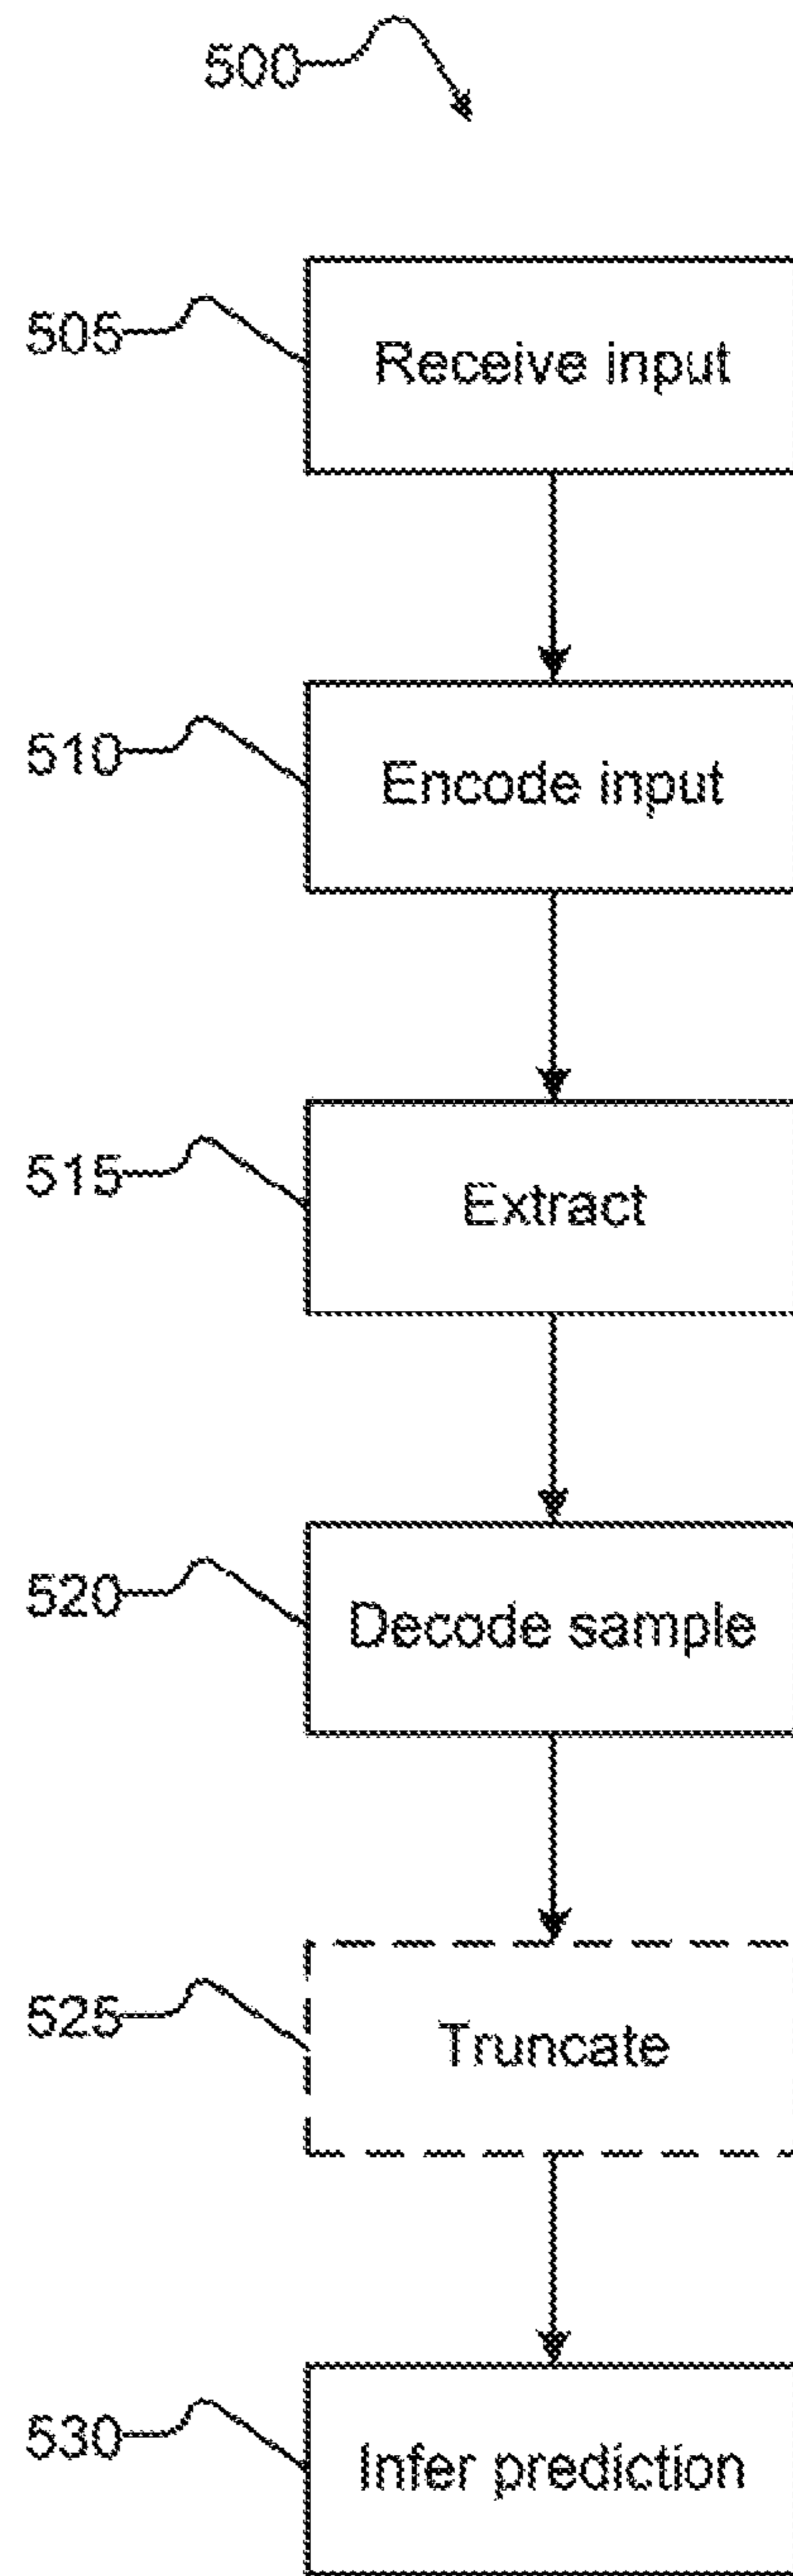 500
505
Receive input
510
Encode input
515
Extract
520
Decode sample
525
Truncate
530
Infer prediction